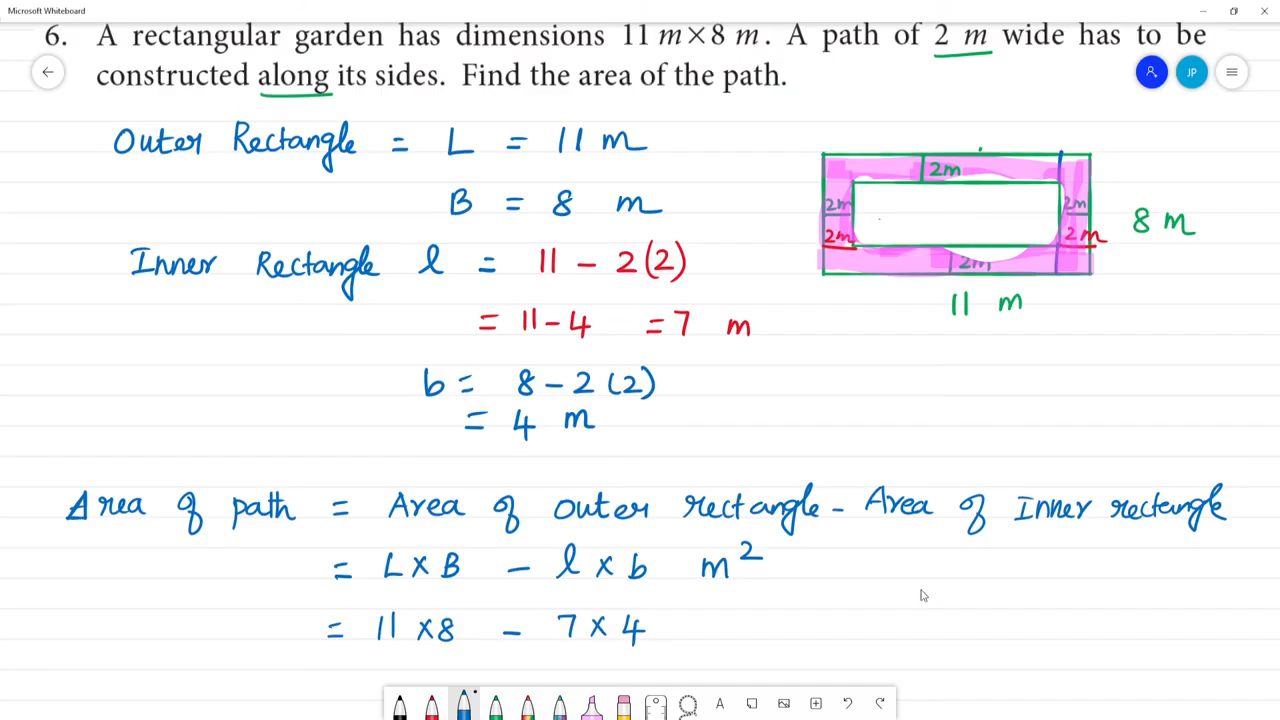 Microsoft Whiteboard
6. A rectangular garden has dimensions 11 m×8 m. A path of 2 m wide has to be
constructed along its sides. Find the area of the path.
JP
Outer Rectangle = L = 11 m
B = 8 m
Inner Rectangle l = 11 - 2(2)
= 11-4 = 7 m
b = 8 - 2 (2)
= 4 m
2m
2m 2m
2m 2m
2m
8 m
11 m
Area of path = Area of outer rectangle - Area of Inner rectangle
= L×B - l×b m²
= 11×8 - 7×4
A